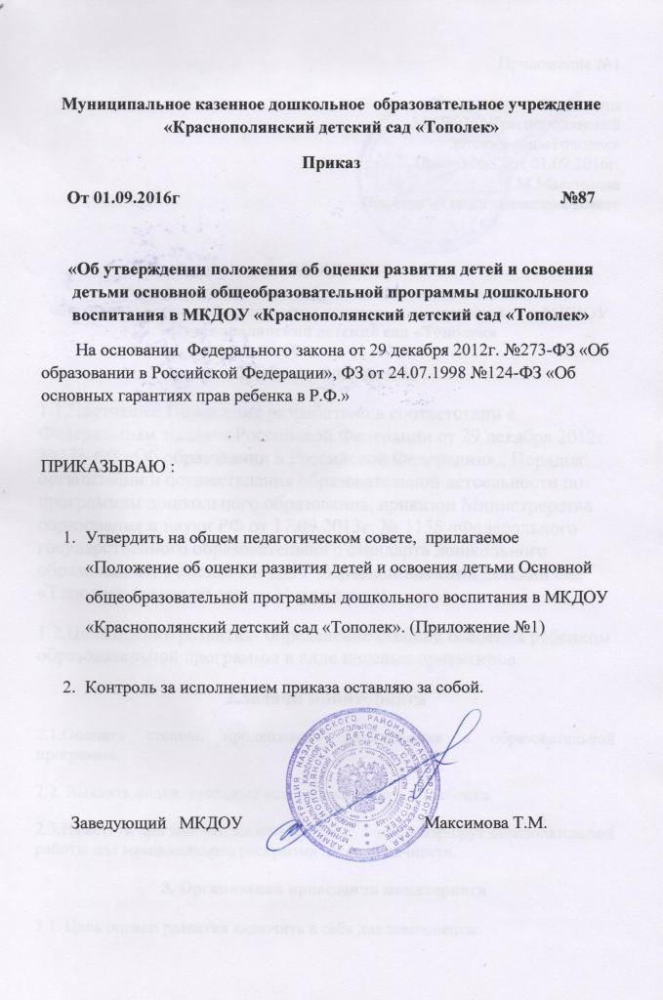 Муниципальное казенное дошкольное образовательное учреждение
«Краснополянский детский сад «Тополек»
Приказ
От 01.09.2016г №87
«Об утверждении положения об оценки развития детей и освоения
детьми основной общеобразовательной программы дошкольного
воспитания в МКДОУ «Краснополянский детский сад «Тополек»
На основании Федерального закона от 29 декабря 2012г. №273-ФЗ «Об
образовании в Российской Федерации», ФЗ от 24.07.1998 №124-ФЗ «Об
основных гарантиях прав ребенка в Р.Ф.»
ПРИКАЗЫВАЮ :
1. Утвердить на общем педагогическом совете, прилагаемое
«Положение об оценки развития детей и освоения детьми Основной
общеобразовательной программы дошкольного воспитания в МКДОУ
«Краснополянский детский сад «Тополек». (Приложение №1)
2. Контроль за исполнением приказа оставляю за собой.
АДМИНИСТРАЦИЯ НАЗАРОВСКОГО РАЙОНА КРАСНОЯРСКОГО КРАЯ
Заведующий МКДОУ Максимова Т.М.